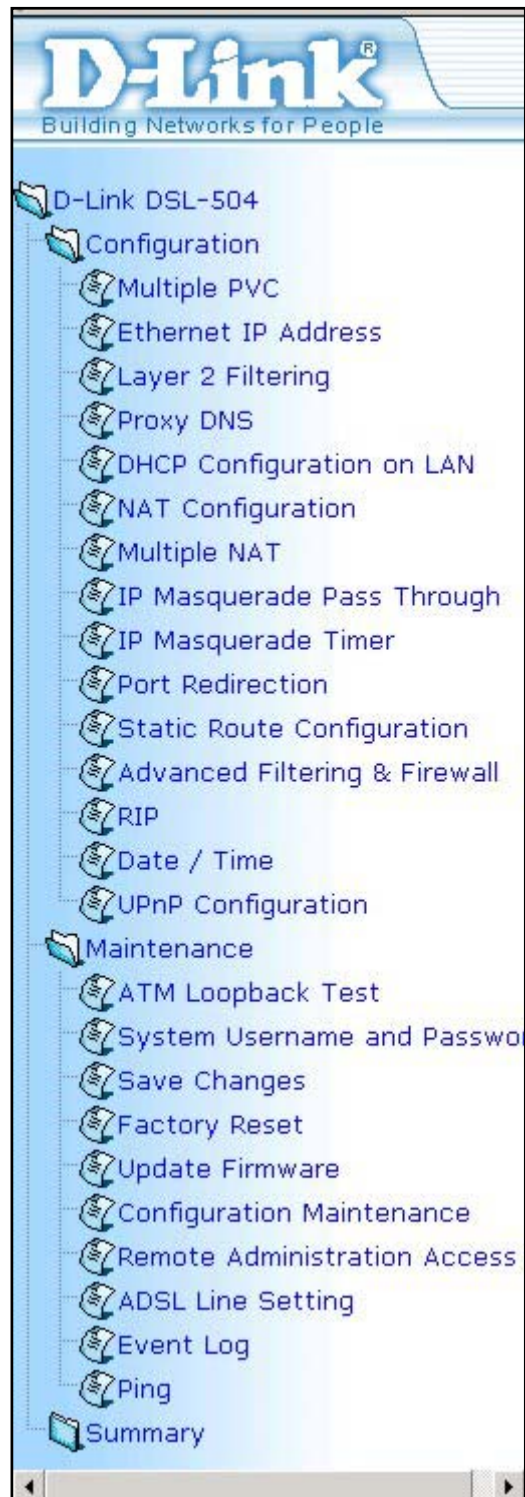 D-Link®
Building Networks for People
D-Link DSL-504
Configuration
Multiple PVC
Ethernet IP Address
Layer 2 Filtering
Proxy DNS
DHCP Configuration on LAN
NAT Configuration
Multiple NAT
IP Masquerade Pass Through
IP Masquerade Timer
Port Redirection
Static Route Configuration
Advanced Filtering & Firewall
RIP
Date / Time
UPnP Configuration
Maintenance
ATM Loopback Test
System Username and Passwo
Save Changes
Factory Reset
Update Firmware
Configuration Maintenance
Remote Administration Access
ADSL Line Setting
Event Log
Ping
Summary